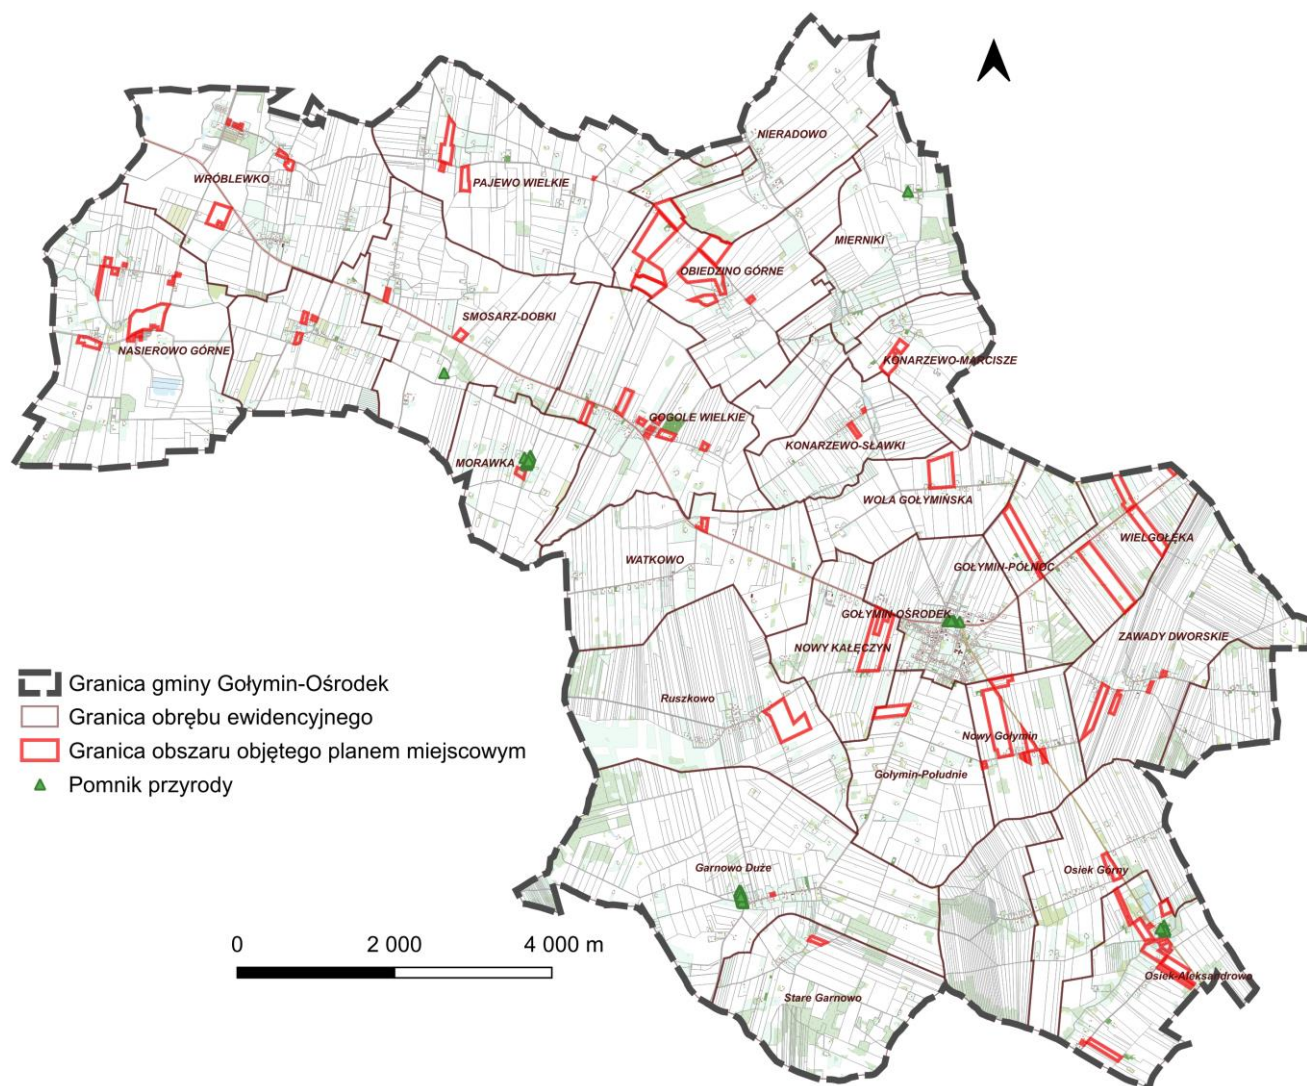 NIERADOWO
WRÓBLEWKO
PAJEWO WIELKIE
MIERNIKI
OBIEDZINO GÓRNE
SMOSARZ-DOBKI
NASIEROWO GÓRNE
KONARZEWO-MARCISZE
GOGOLE WIELKIE
KONARZEWO-SŁAWKI
MORAWKA
WOLA GOŁYMIŃSKA
WIELGOŁĘKA
WATKOWO
GOŁYMIN-PÓŁNOC
GOŁYMIN-OŚRODEK
ZAWADY DWORSKIE
NOWY KAŁĘCZYN
Ruszkowo
Nowy Gołymin
Gołymin-Południe
Granica gminy Gołymin-Ośrodek
Granica obrębu ewidencyjnego
Granica obszaru objętego planem miejscowym
Pomnik przyrody
Garnowo Duże
Osiek Górny
0 2 000 4 000 m
Osiek-Aleksandrowo
Stare Garnowo